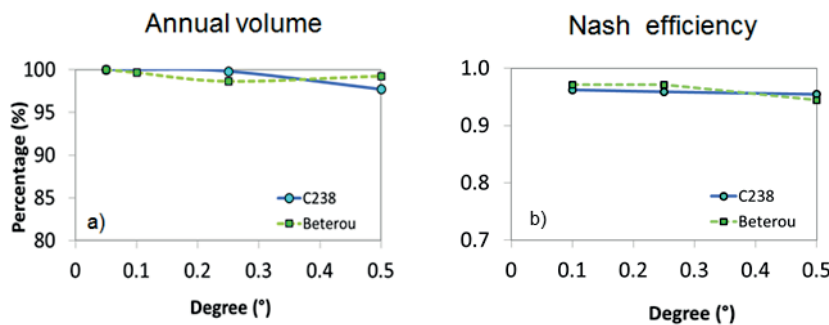 Annual volume
Percentage (%)
100
95
90
85
80
a)
C238
Beterou
0 0.1 0.2 0.3 0.4 0.5
Degree (°)
Nash efficiency
1.0
0.9
0.8
0.7
b)
C238
Beterou
0 0.1 0.2 0.3 0.4 0.5
Degree (°)